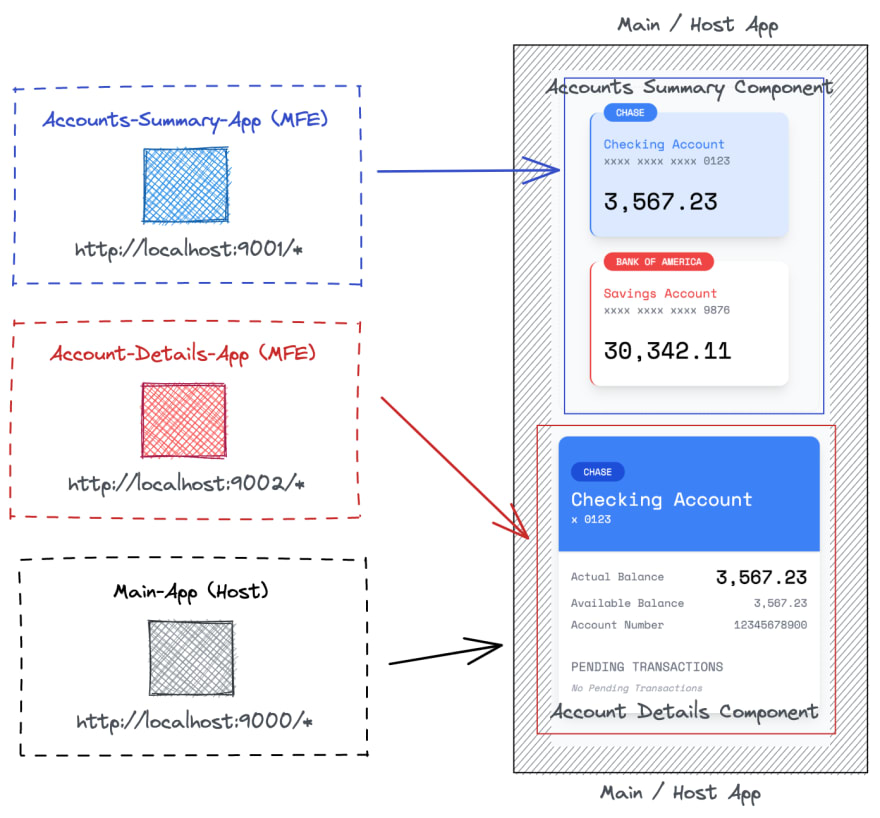 Accounts-Summary-App (MFE)
http://localhost:9001/*
Account-Details-App (MFE)
http://localhost:9002/*
Main-App (Host)
http://localhost:9000/*
Main / Host App
Accounts Summary Component
CHASE
Checking Account
xxxx xxxx xxxx 0123
3,567.23
BANK OF AMERICA
Savings Account
xxxx xxxx xxxx 9876
30,342.11
CHASE
Checking Account
x 0123
Actual Balance 3,567.23
Available Balance 3,567.23
Account Number 12345678900
PENDING TRANSACTIONS
No Pending Transactions
Account Details Component
Main / Host App